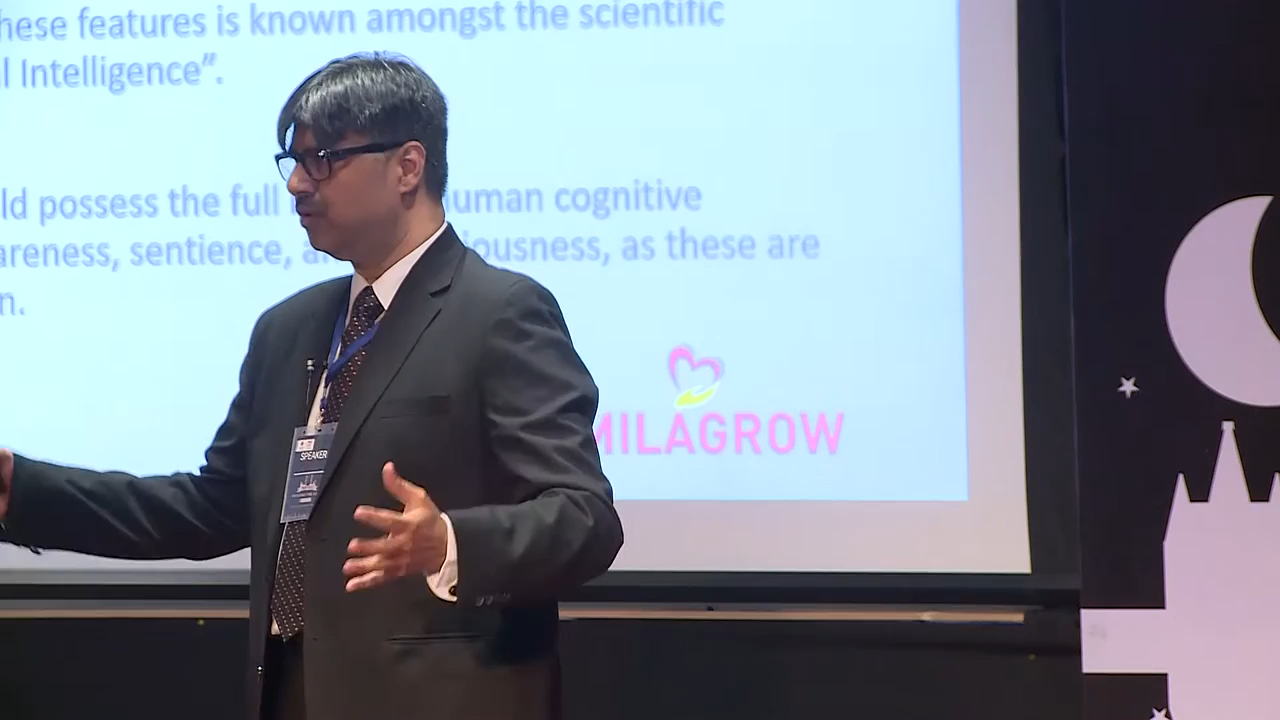 hese features is known amongst the scientific
l Intelligence”.
ld possess the full human cognitive
areness, sentience, a iousness, as these are
n.
MILAGROW
SPEAKER